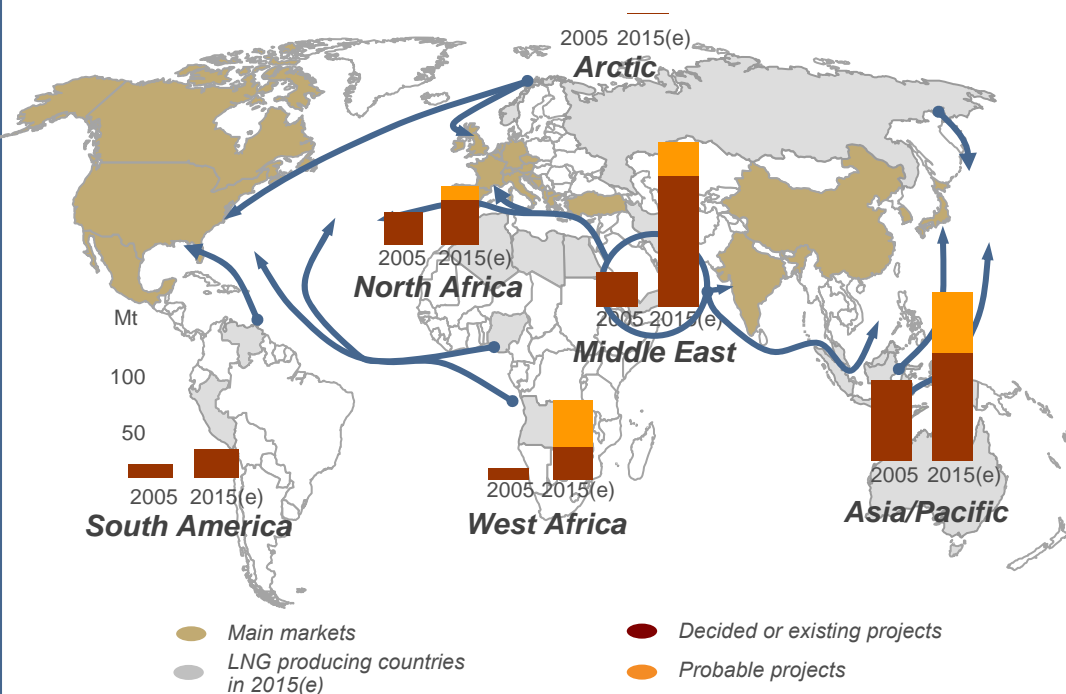 2005 2015(e)
Arctic
2005 2015(e)
North Africa
2005 2015(e)
Middle East
Mt
100
50
2005 2015(e)
South America
2005 2015(e)
West Africa
2005 2015(e)
Asia/Pacific
Main markets
LNG producing countries
in 2015(e)
Decided or existing projects
Probable projects